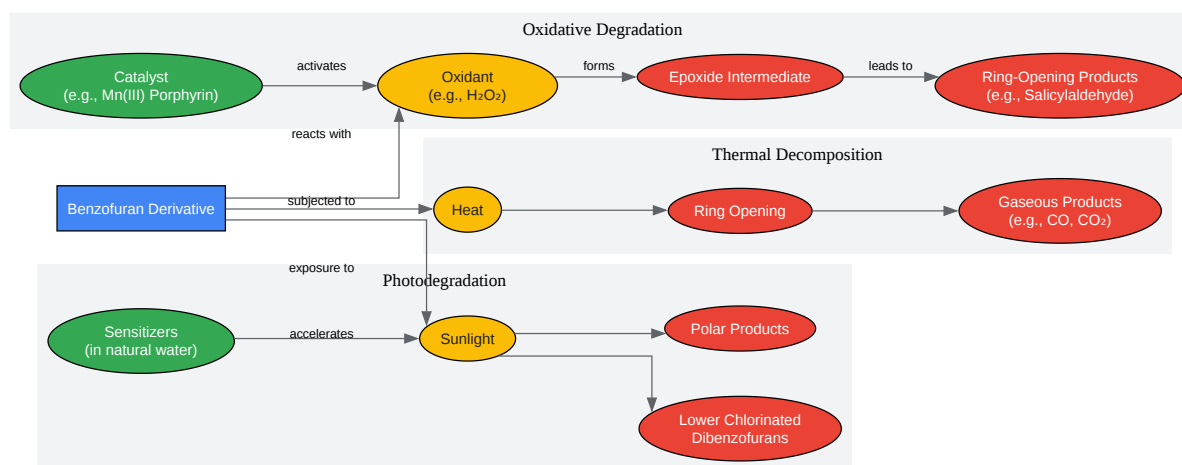 Oxidative Degradation
Catalyst
(e.g., Mn(III) Porphyrin)
activates
Oxidant
(e.g., H₂O₂)
forms
Epoxide Intermediate
leads to
Ring-Opening Products
(e.g., Salicylaldehyde)
reacts with
Thermal Decomposition
Benzofuran Derivative
subjected to
Heat
Ring Opening
Gaseous Products
(e.g., CO, CO₂)
exposure to
Photodegradation
Sensitizers
(in natural water)
accelerates
Sunlight
Polar Products
Lower Chlorinated
Dibenzofurans